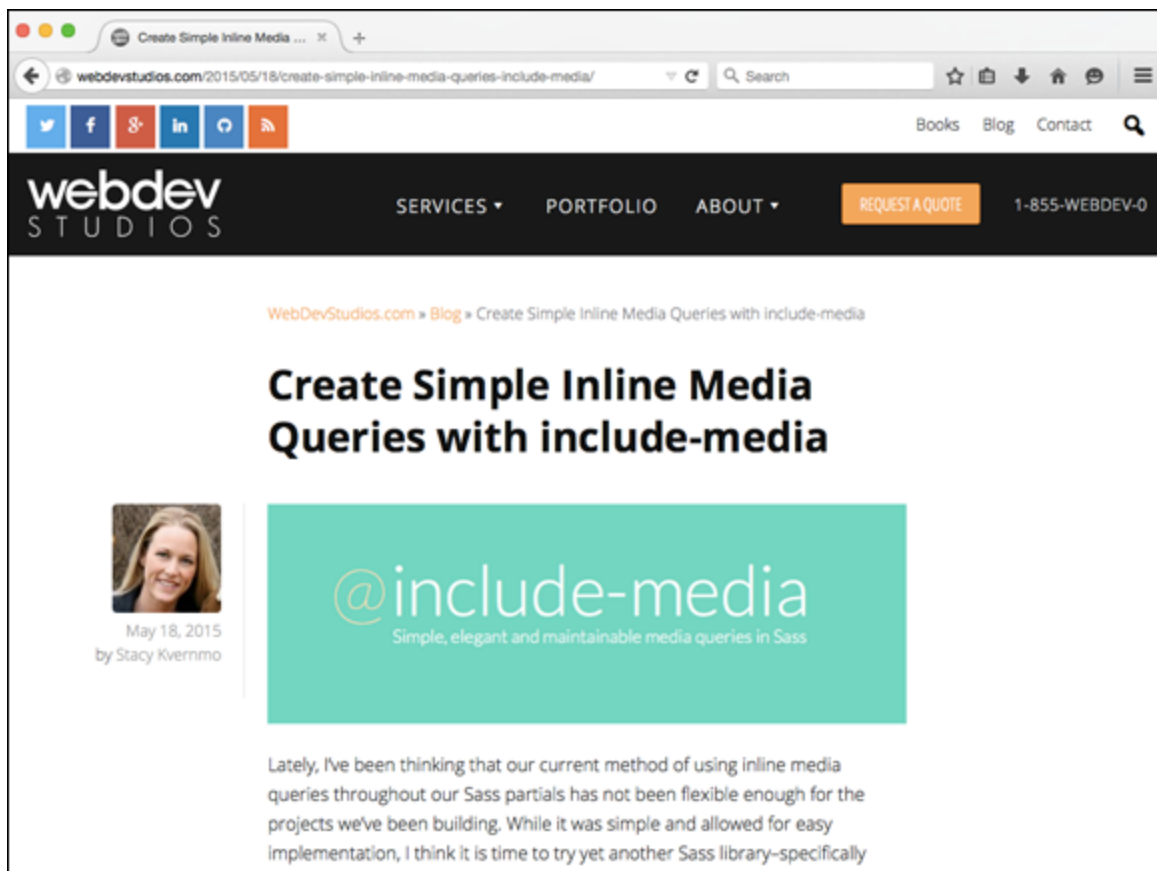 Create Simple Inline Media ...
webdevstudios.com/2015/05/18/create-simple-inline-media-queries-include-media/
Search
Books Blog Contact
webdev
STUDIOS
SERVICES PORTFOLIO ABOUT
REQUEST A QUOTE
1-855-WEBDEV-0
WebDevStudios.com » Blog » Create Simple Inline Media Queries with include-media
Create Simple Inline Media
Queries with include-media
@include-media
Simple, elegant and maintainable media queries in Sass
May 18, 2015
by Stacy Kvernmo
Lately, I've been thinking that our current method of using inline media
queries throughout our Sass partials has not been flexible enough for the
projects we've been building. While it was simple and allowed for easy
implementation, I think it is time to try yet another Sass library–specifically